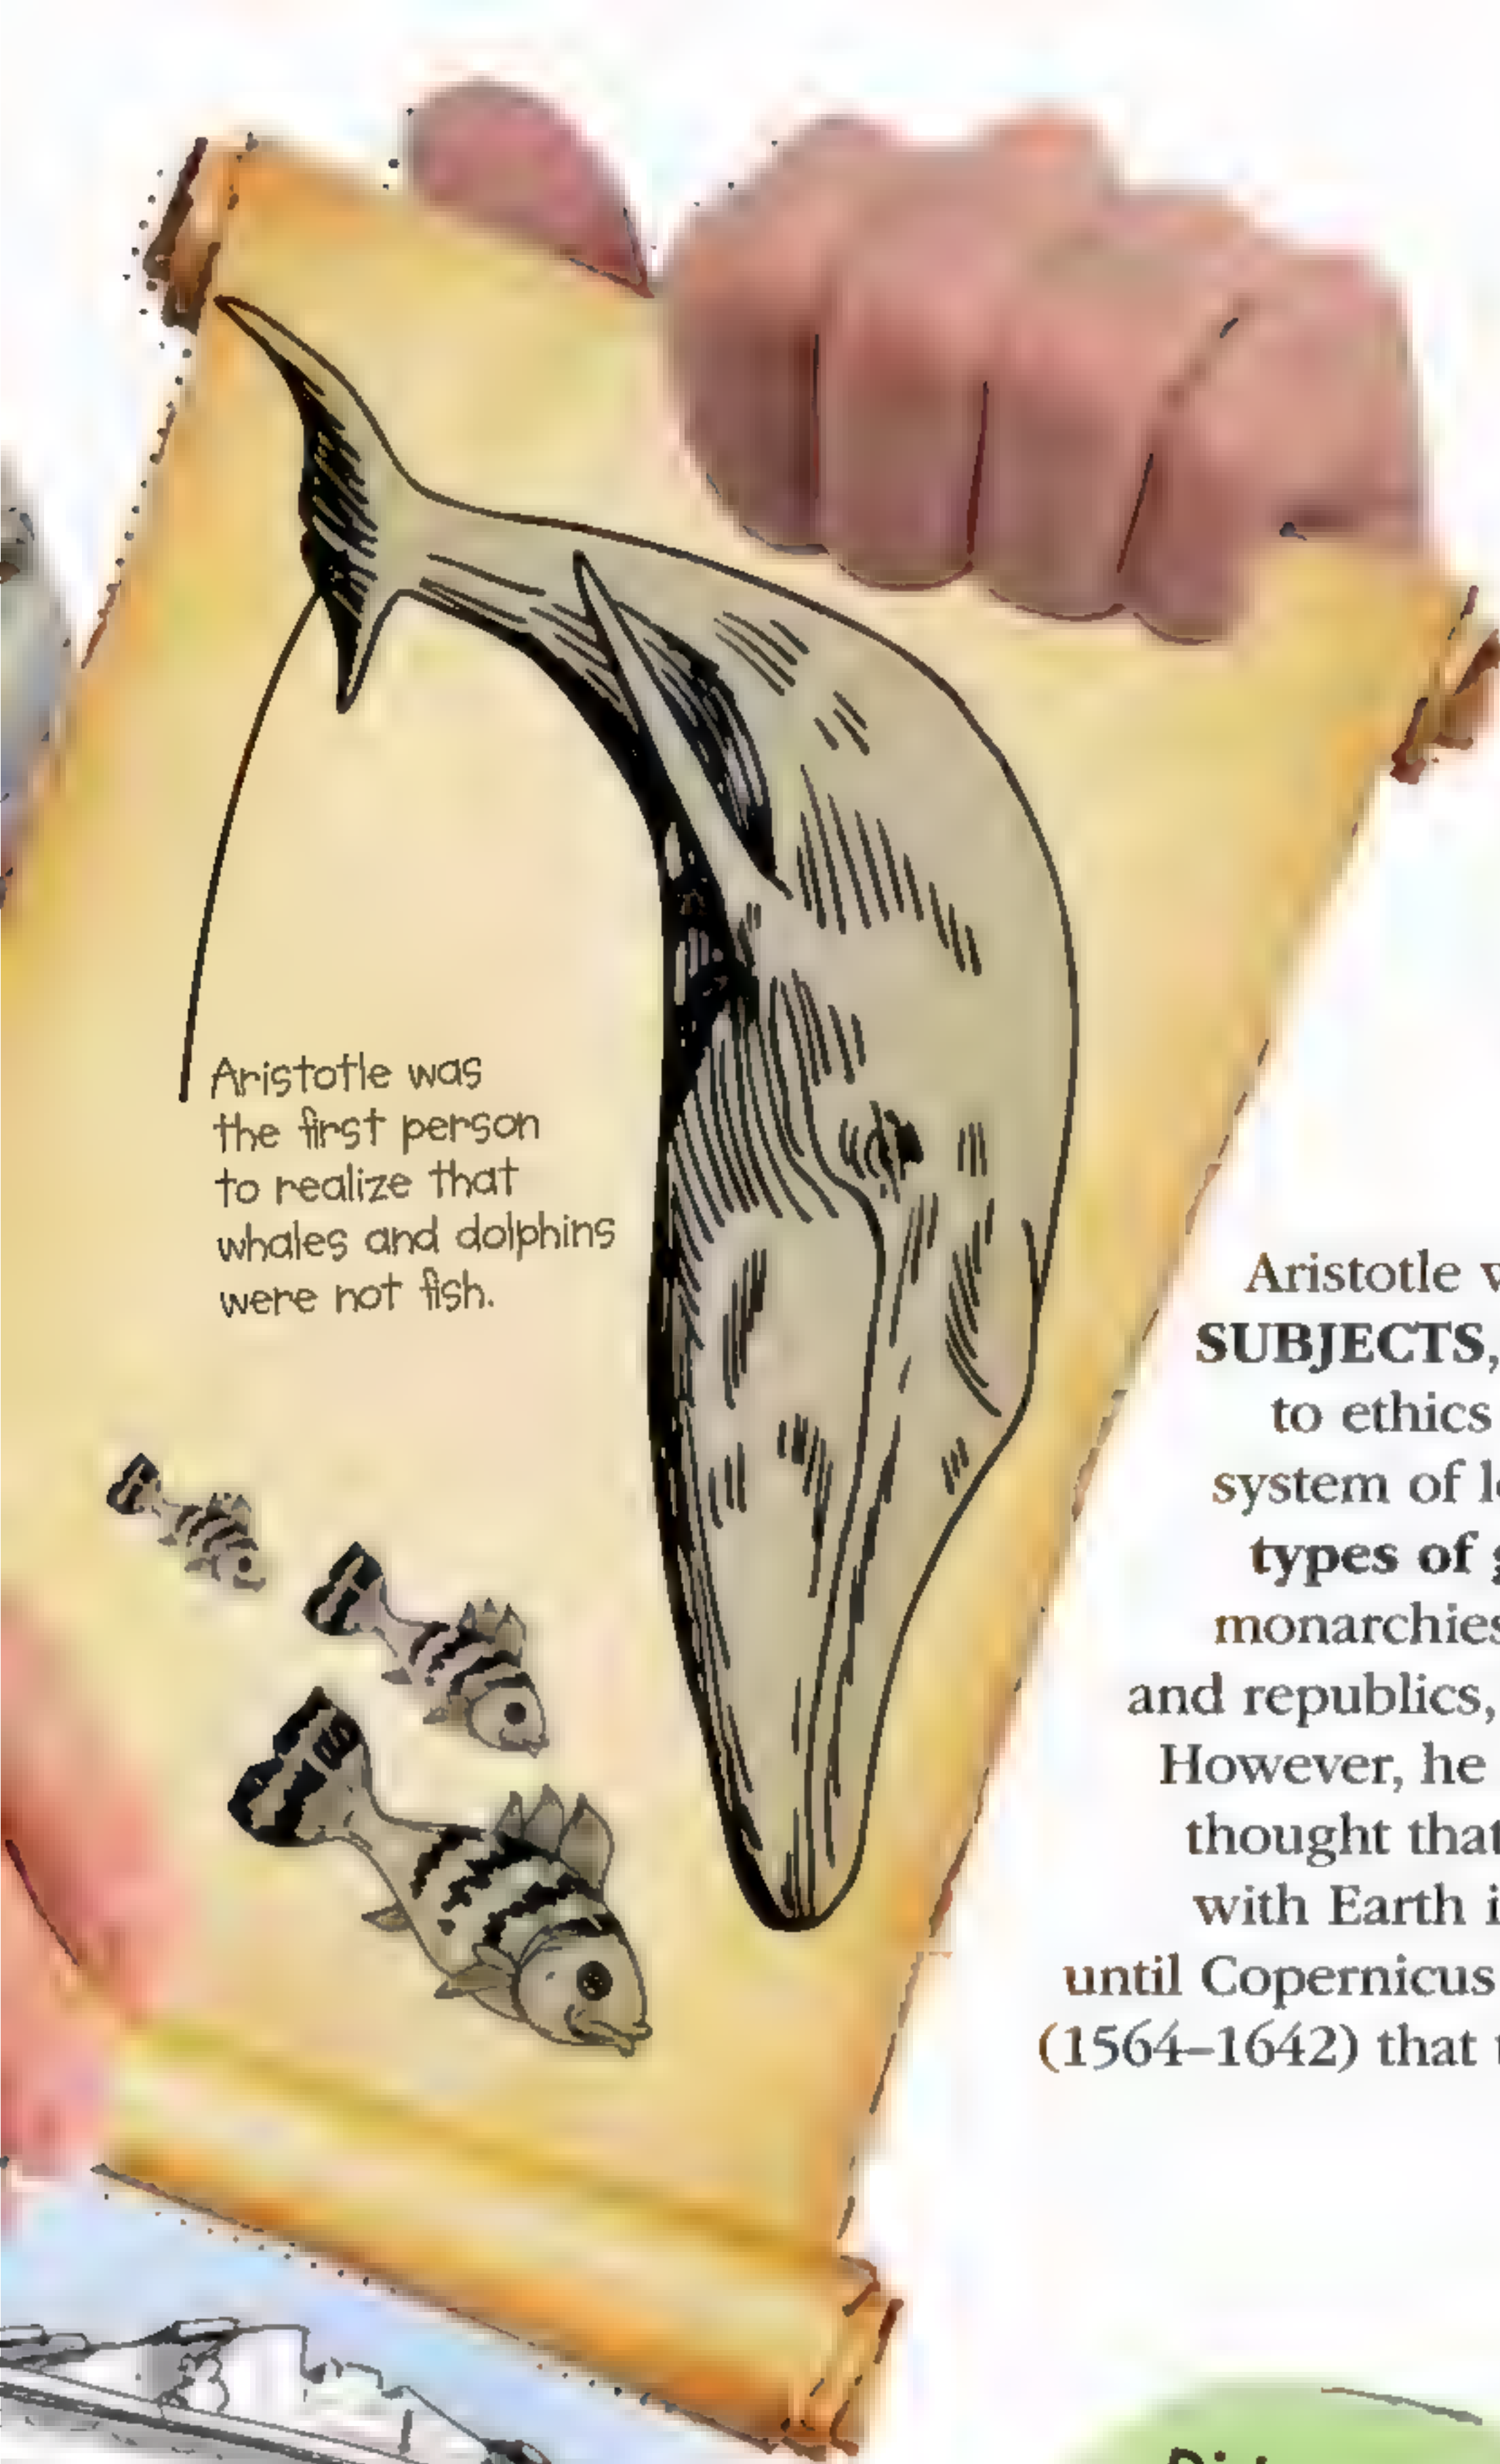 Aristotle was
the first person
to realize that
whales and dolphins
were not fish.
Aristotle
SUBJECTS,
to ethics
system of
types of
monarchies
and republics,
However, he
thought that
with Earth
until Copernicus
(1564–1642) that